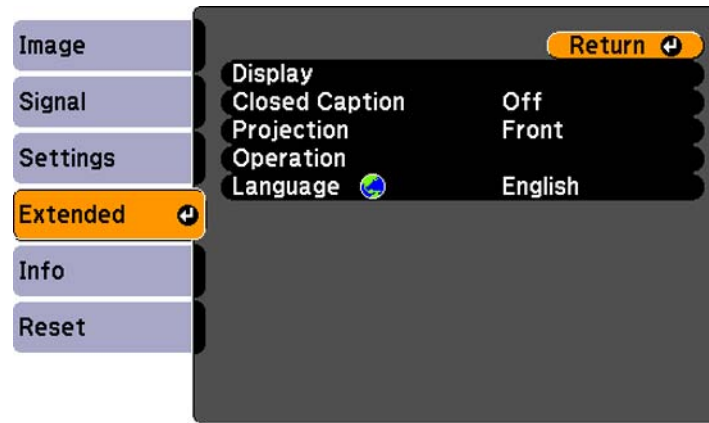 Image
Signal
Settings
Extended
Info
Reset
Return
Display
Closed Caption Off
Projection Front
Operation
Language English